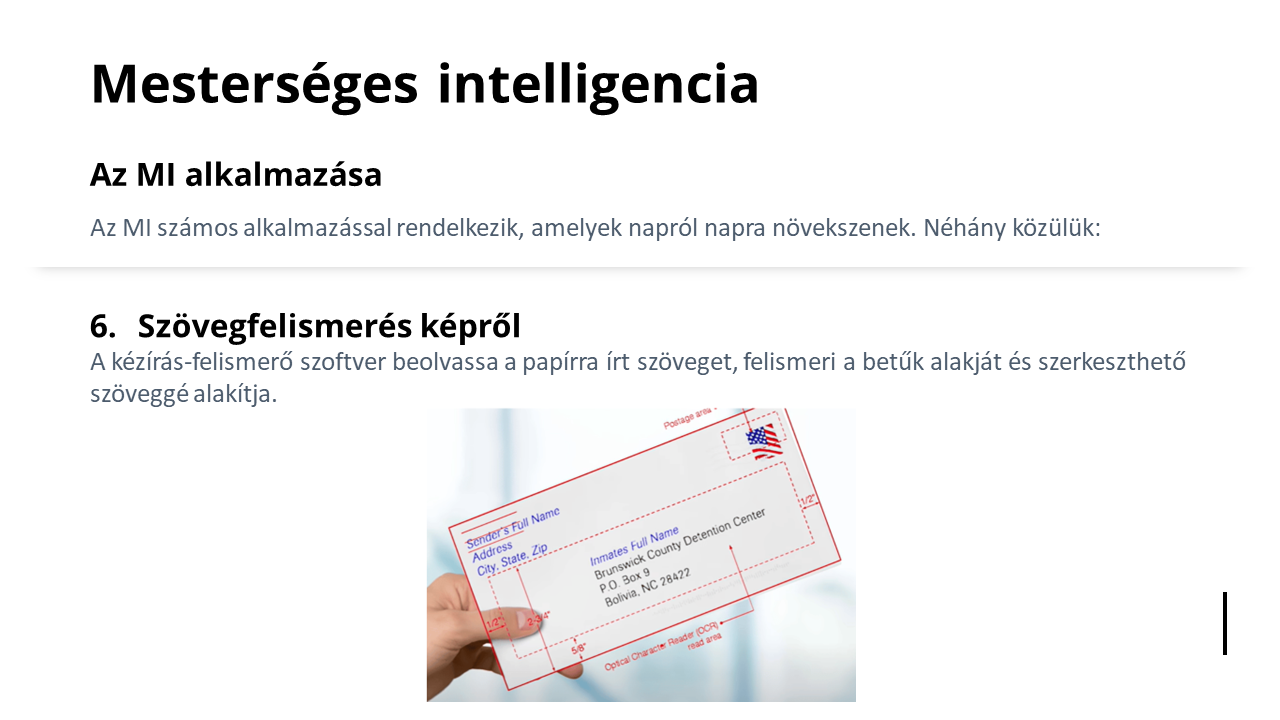 Mesterséges intelligencia
Az MI alkalmazása
Az MI számos alkalmazással rendelkezik, amelyek napról napra növekszenek. Néhány közülük:
6. Szövegfelismerés képről
A kézírás-felismerő szoftver beolvassa a papírra írt szöveget, felismeri a betűk alakját és szerkeszthető
szöveggé alakítja.
Postage area
Sender's Full Name
Address
City, State, Zip
1/2"
Inmates Full Name
Brunswick County Detention Center
P.O. Box 9
Bolivia, NC 28422
1/2"
2-3/4"
5/8"
Optical Character Reader (OCR)
read area